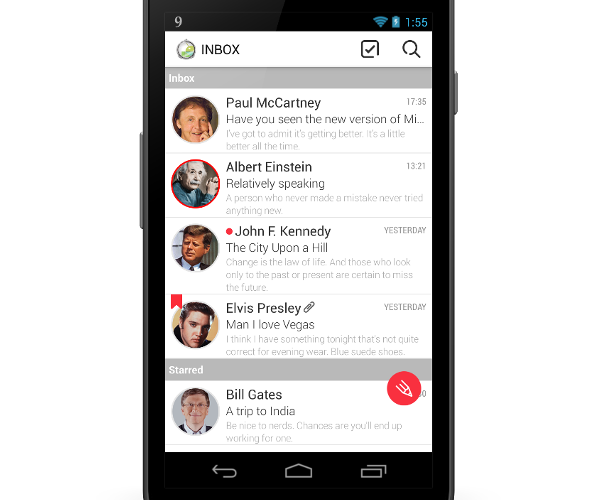 9
1:55
INBOX
Inbox
Paul McCartney
17:35
Have you seen the new version of Mi...
I've got to admit it's getting better. It's a little
better all the time.
Albert Einstein
13:21
Relatively speaking
A person who never made a mistake never tried
anything new.
John F. Kennedy
YESTERDAY
The City Upon a Hill
Change is the law of life. And those who look
only to the past or present are certain to miss
the future.
Elvis Presley
YESTERDAY
Man I love Vegas
I think I have something tonight that's not quite
correct for evening wear. Blue suede shoes.
Starred
Bill Gates
A trip to India
Be nice to nerds. Chances are you'll end up
working for one.